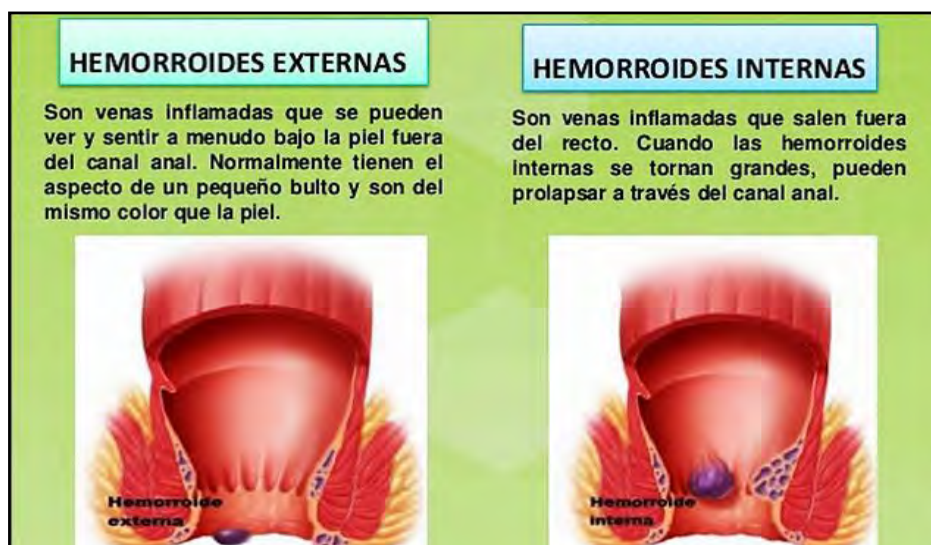 HEMORROIDES EXTERNAS
Son venas inflamadas que se pueden
ver y sentir a menudo bajo la piel fuera
del canal anal. Normalmente tienen el
aspecto de un pequeño bulto y son del
mismo color que la piel.
Hemorroide
externa
HEMORROIDES INTERNAS
Son venas inflamadas que salen fuera
del recto. Cuando las hemorroides
internas se tornan grandes, pueden
prolapsar a través del canal anal.
Hemorroide
interna